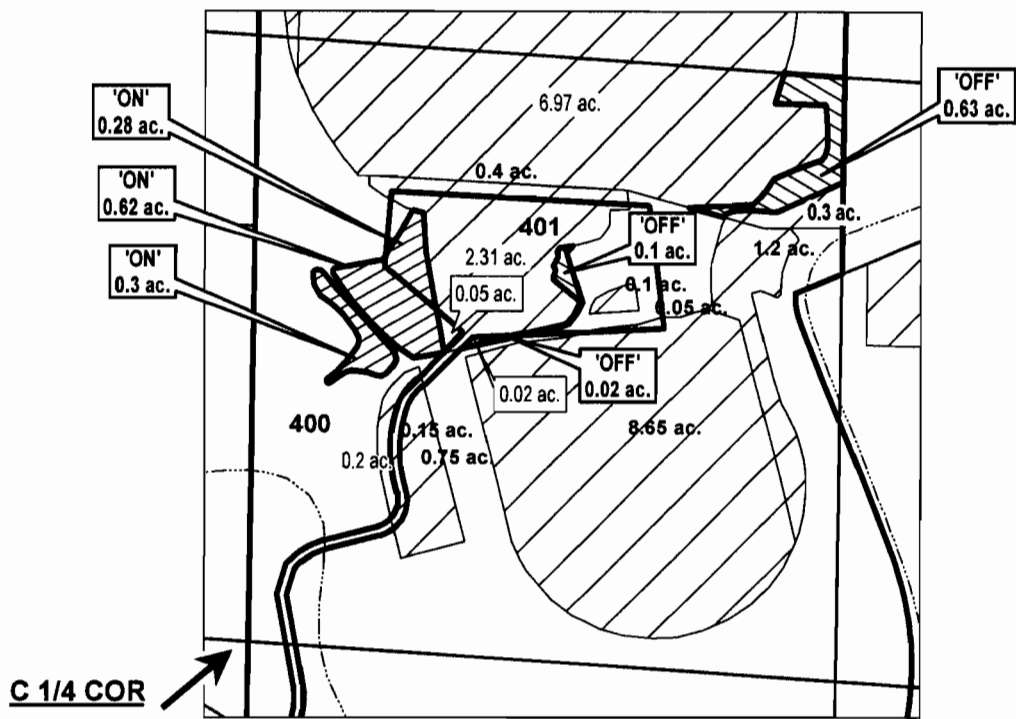 'ON'
0.28 ac.
'ON'
0.62 ac.
'ON'
0.3 ac.
6.97 ac.
'OFF'
0.63 ac.
0.4 ac.
0.3 ac.
401
'OFF'
0.1 ac.
1.2 ac.
2.31 ac.
0.1 ac.
0.05 ac.
0.05 ac.
'OFF'
0.02 ac.
0.02 ac.
400
0.15 ac.
8.65 ac.
0.2 ac.
0.75 ac.
C 1/4 COR